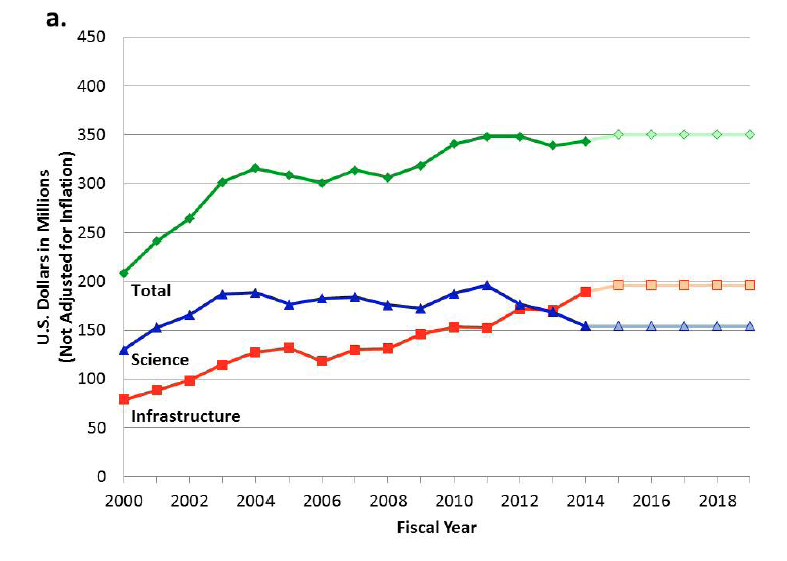 a.
450
400
350
300
250
200
150
100
50
0
U.S. Dollars in Millions
(Not Adjusted for Inflation)
Total
Science
Infrastructure
2000 2002 2004 2006 2008 2010 2012 2014 2016 2018
Fiscal Year